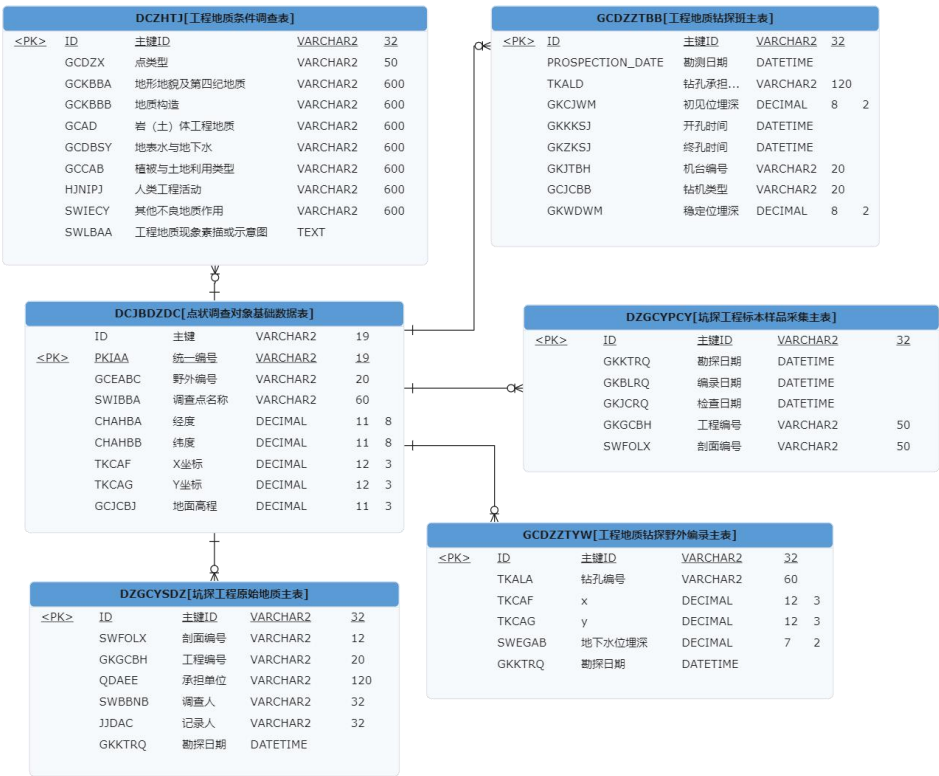 DCZHTJ[工程地质条件调查表]
<PK> ID 主键ID VARCHAR2 32
GCDZX 点类型 VARCHAR2 50
GCKBBA 地形地貌及第四纪地质 VARCHAR2 600
GCKBBB 地质构造 VARCHAR2 600
GCAD 岩（土）体工程地质 VARCHAR2 600
GCDBSY 地表水与地下水 VARCHAR2 600
GCCAB 植被与土地利用类型 VARCHAR2 600
HJNIPJ 人类工程活动 VARCHAR2 600
SWIECY 其他不良地质作用 VARCHAR2 600
SWLBAA 工程地质现象素描或示意图 TEXT
GCDZZTBB[工程地质钻探班主表]
<PK> ID 主键ID VARCHAR2 32
PROSPECTION_DATE 勘测日期 DATETIME
TKALD 钻孔承担... VARCHAR2 120
GKCJWM 初见位埋深 DECIMAL 8 2
GKKKSJ 开孔时间 DATETIME
GKZKSJ 终孔时间 DATETIME
GKJTBH 机台编号 VARCHAR2 20
GCJCBB 钻机类型 VARCHAR2 20
GKWDWM 稳定位埋深 DECIMAL 8 2
DCJBDZDC[点状调查对象基础数据表]
ID 主键 VARCHAR2 19
<PK> PKIAA 统一编号 VARCHAR2 19
GCEABC 野外编号 VARCHAR2 20
SWIBBA 调查点名称 VARCHAR2 60
CHAHBA 经度 DECIMAL 11 8
CHAHBB 纬度 DECIMAL 11 8
TKCAF X坐标 DECIMAL 12 3
TKCAG Y坐标 DECIMAL 12 3
GCJCBJ 地面高程 DECIMAL 11 3
DZGCYPCY[坑探工程标本样品采集主表]
<PK> ID 主键ID VARCHAR2 32
GKKTRQ 勘探日期 DATETIME
GKBLRQ 编录日期 DATETIME
GKJCRQ 检查日期 DATETIME
GKGCBH 工程编号 VARCHAR2 50
SWFOLX 剖面编号 VARCHAR2 50
GCDZZTYW[工程地质钻探野外编录主表]
<PK> ID 主键ID VARCHAR2 32
TKALA 钻孔编号 VARCHAR2 60
TKCAF x DECIMAL 12 3
TKCAG y DECIMAL 12 3
SWEGAB 地下水位埋深 DECIMAL 7 2
GKKTRQ 勘探日期 DATETIME
DZGCYSDZ[坑探工程原始地质主表]
<PK> ID 主键ID VARCHAR2 32
SWFOLX 剖面编号 VARCHAR2 12
GKGCBH 工程编号 VARCHAR2 20
QDAEE 承担单位 VARCHAR2 120
SWBBNB 调查人 VARCHAR2 32
JJDAC 记录人 VARCHAR2 32
GKKTRQ 勘探日期 DATETIME